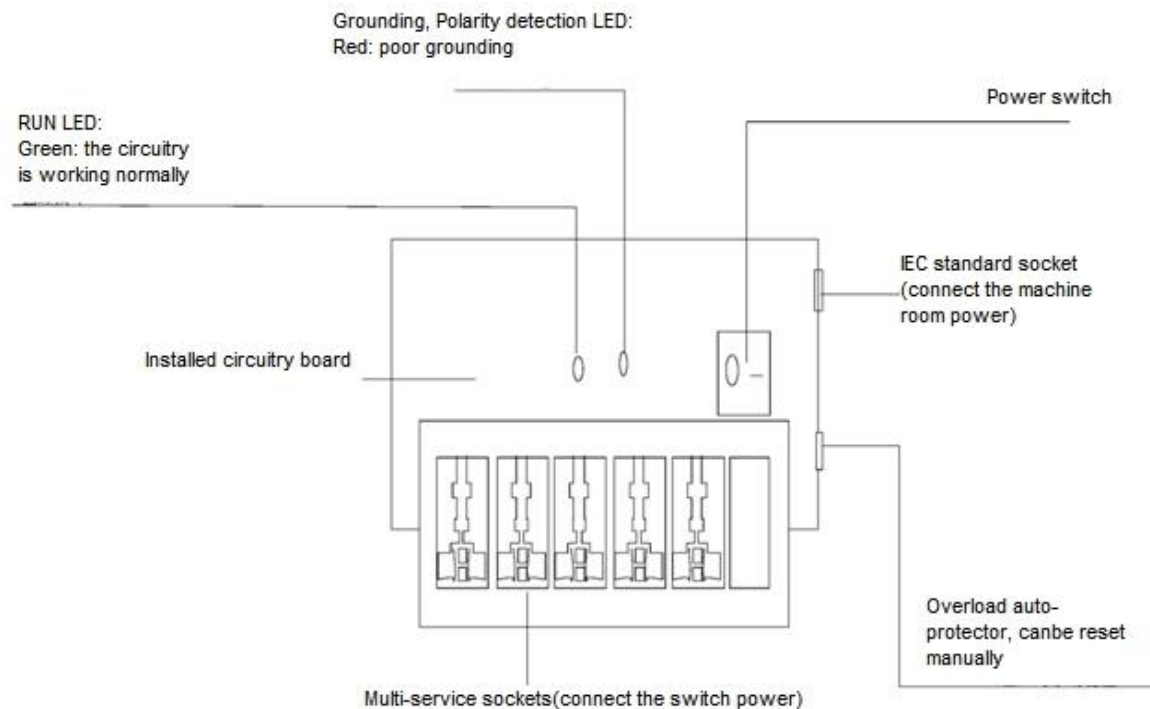 Grounding, Polarity detection LED:
Red: poor grounding
Power switch
RUN LED:
Green: the circuitry
is working normally
IEC standard socket
(connect the machine
room power)
Installed circuitry board
Overload auto-
protector, canbe reset
manually
Multi-service sockets(connect the switch power)